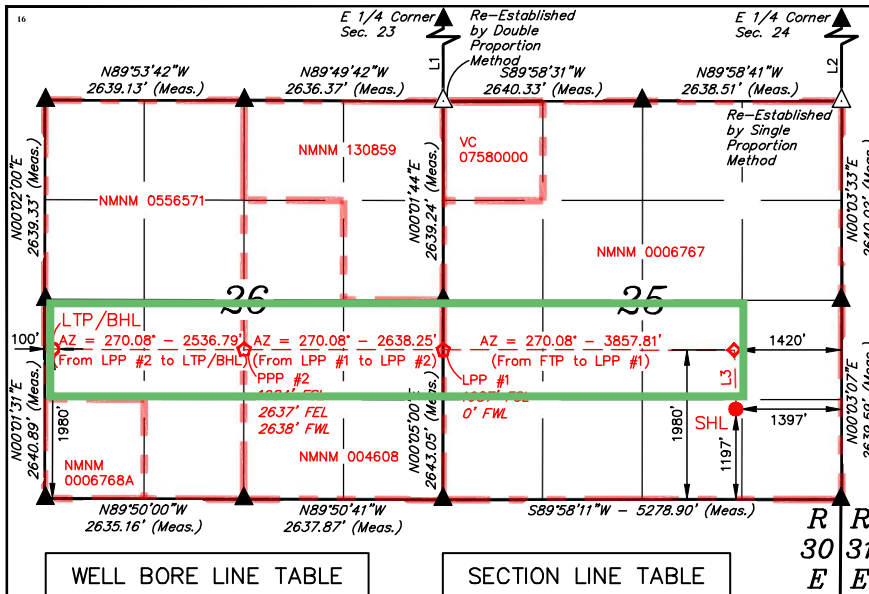 16
E 1/4 Corner
Sec. 23
Re-Established
by Double
Proportion
Method
E 1/4 Corner
Sec. 24
L1
L2
N89°53'42"W
2639.13' (Meas.)
N89°49'42"W
2636.37' (Meas.)
S89°58'31"W
2640.33' (Meas.)
N89°58'41"W
2638.51' (Meas.)
Re-Established
by Single
Proportion
Method
NMNM 130859
VC
07580000
N00°02'00"E
2639.33' (Meas.)
NMNM 0556571
N00°01'44"E
2639.24' (Meas.)
NMNM 0006767
N00°03'33"E
(Meas.)
26
25
LTP/BHL
100'
AZ = 270.08° - 2536.79'
(From LPP #2 to LTP/BHL)
AZ = 270.08° - 2638.25'
(From LPP #1 to LPP #2)
AZ = 270.08° - 3857.81'
(From FTP to LPP #1)
1420'
PPP #2
2637' FEL
2638' FWL
LPP #1
0' FWL
L3
SHL
1397'
1197'
1980'
1980'
N00°01'31"E
2640.89' (Meas.)
N00°05'00"E
2643.05' (Meas.)
N00°03'07"E
(Meas.)
NMNM
0006768A
NMNM 004608
N89°50'00"W
2635.16' (Meas.)
N89°50'41"W
2637.87' (Meas.)
S89°58'11"W - 5278.90' (Meas.)
R R
30 31
E E
WELL BORE LINE TABLE
SECTION LINE TABLE